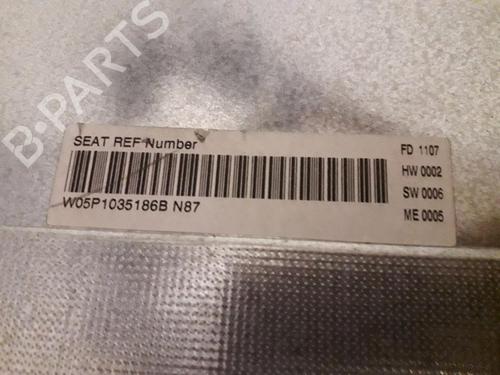 B-PARTS
SEAT REF Number
FD 1107
HW 0002
SW 0006
ME 0005
W05P1035186B N87